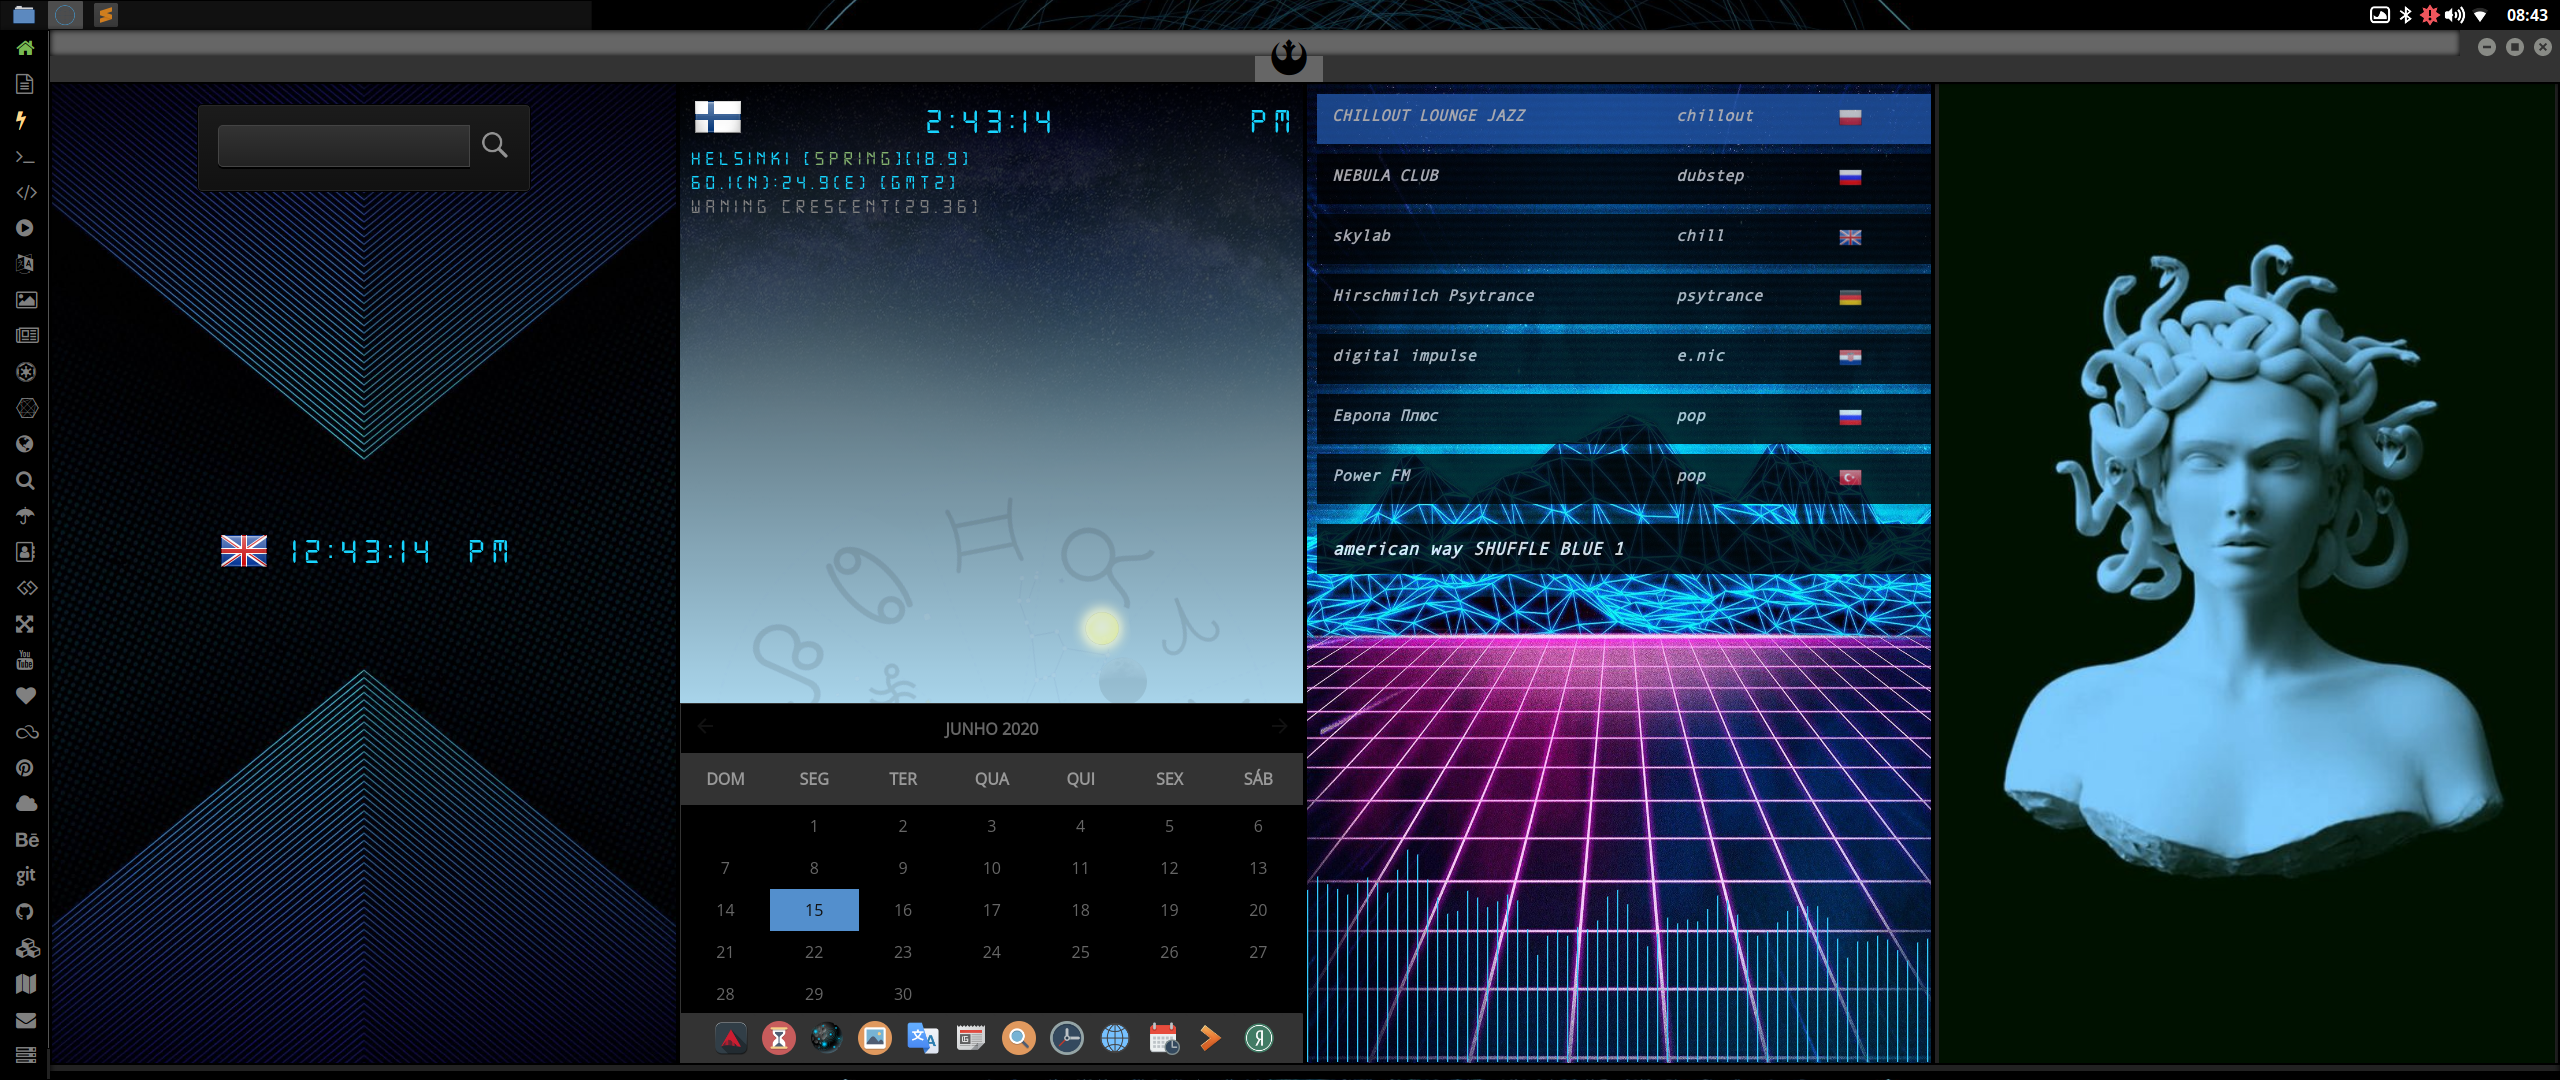 08:43
You
Tube
Bē
git
12:43:14 PM
2:43:14 PM
HELSINKI [SPRING][18.9]
60.1(N):24.9(E) [GMT2]
WANING CRESCENT[29.36]
JUNHO 2020
DOM SEG TER QUA QUI SEX SÁB
1 2 3 4 5 6
7 8 9 10 11 12 13
14 15 16 17 18 19 20
21 22 23 24 25 26 27
28 29 30
CHILLOUT LOUNGE JAZZ chillout
NEBULA CLUB dubstep
skylab chill
Hirschmilch Psytrance psytrance
digital impulse e.nic
Европа Плюс pop
Power FM pop
american way SHUFFLE BLUE 1